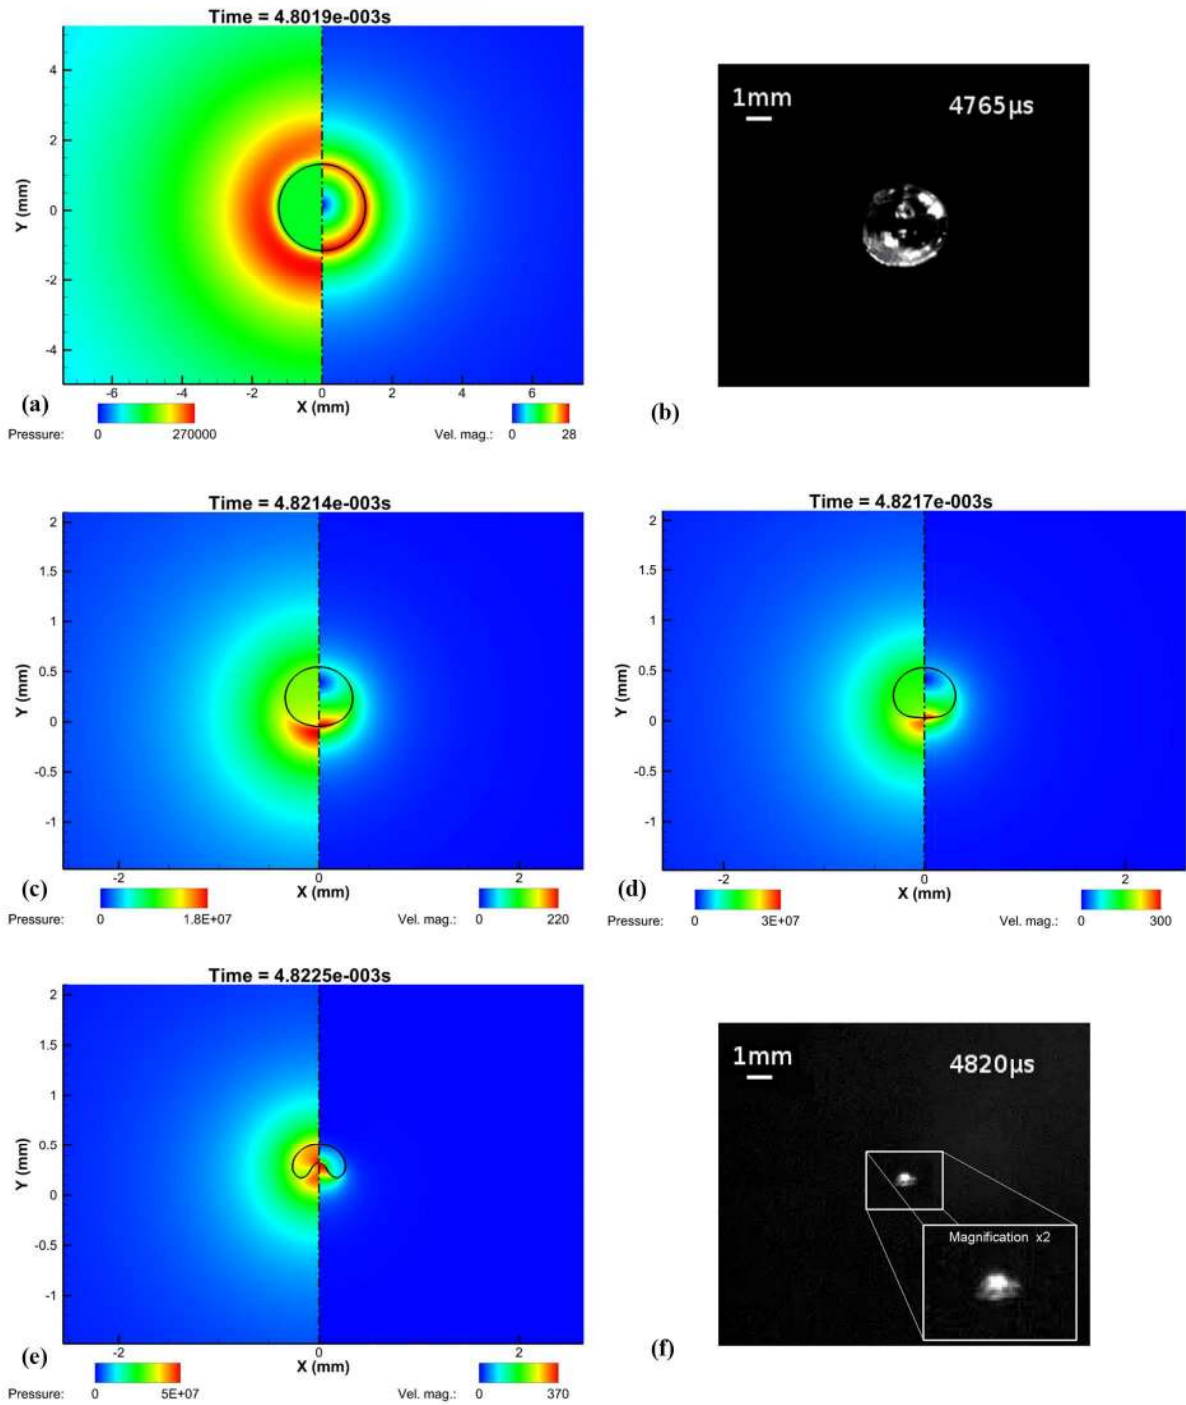 Time = 4.8019e-003s
4
2
0
-2
-4
Y (mm)
-6 -4 -2 0 2 4 6
X (mm)
(a)
Pressure: 0 270000
Vel. mag.: 0 28
1mm 4765μs
(b)
Time = 4.8214e-003s
2
1.5
1
0.5
0
-0.5
-1
Y (mm)
-2 0 2
X (mm)
(c)
Pressure: 0 1.8E+07
Vel. mag.: 0 220
Time = 4.8217e-003s
2
1.5
1
0.5
0
-0.5
-1
Y (mm)
-2 0 2
X (mm)
(d)
Pressure: 0 3E+07
Vel. mag.: 0 300
Time = 4.8225e-003s
2
1.5
1
0.5
0
-0.5
-1
Y (mm)
-2 0 2
X (mm)
(e)
Pressure: 0 5E+07
Vel. mag.: 0 370
1mm 4820μs
Magnification x2
(f)